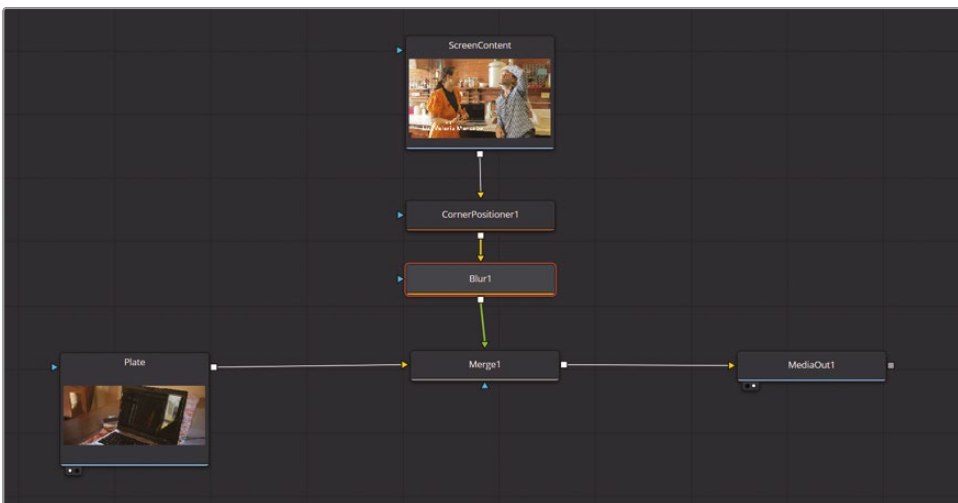 ScreenContent
CornerPositioner1
Blur1
Plate
Merge1
MediaOut1